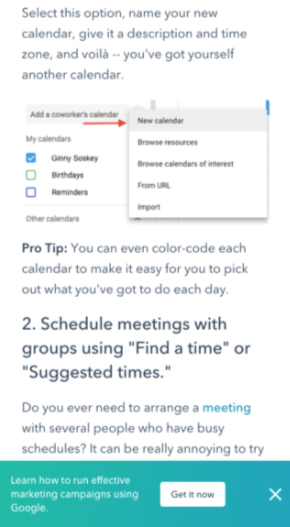 Select this option, name your new
calendar, give it a description and time
zone, and voilà -- you've got yourself
another calendar.
Add a coworker's calendar
New calendar
Browse resources
My calendars
Browse calendars of interest
Ginny Soskey
Birthdays
From URL
Reminders
Import
Other calendars
Pro Tip: You can even color-code each
calendar to make it easy for you to pick
out what you've got to do each day.
2. Schedule meetings with
groups using "Find a time" or
"Suggested times."
Do you ever need to arrange a meeting
with several people who have busy
schedules? It can be really annoying to try
Learn how to run effective
marketing campaigns using
Google.
Get it now